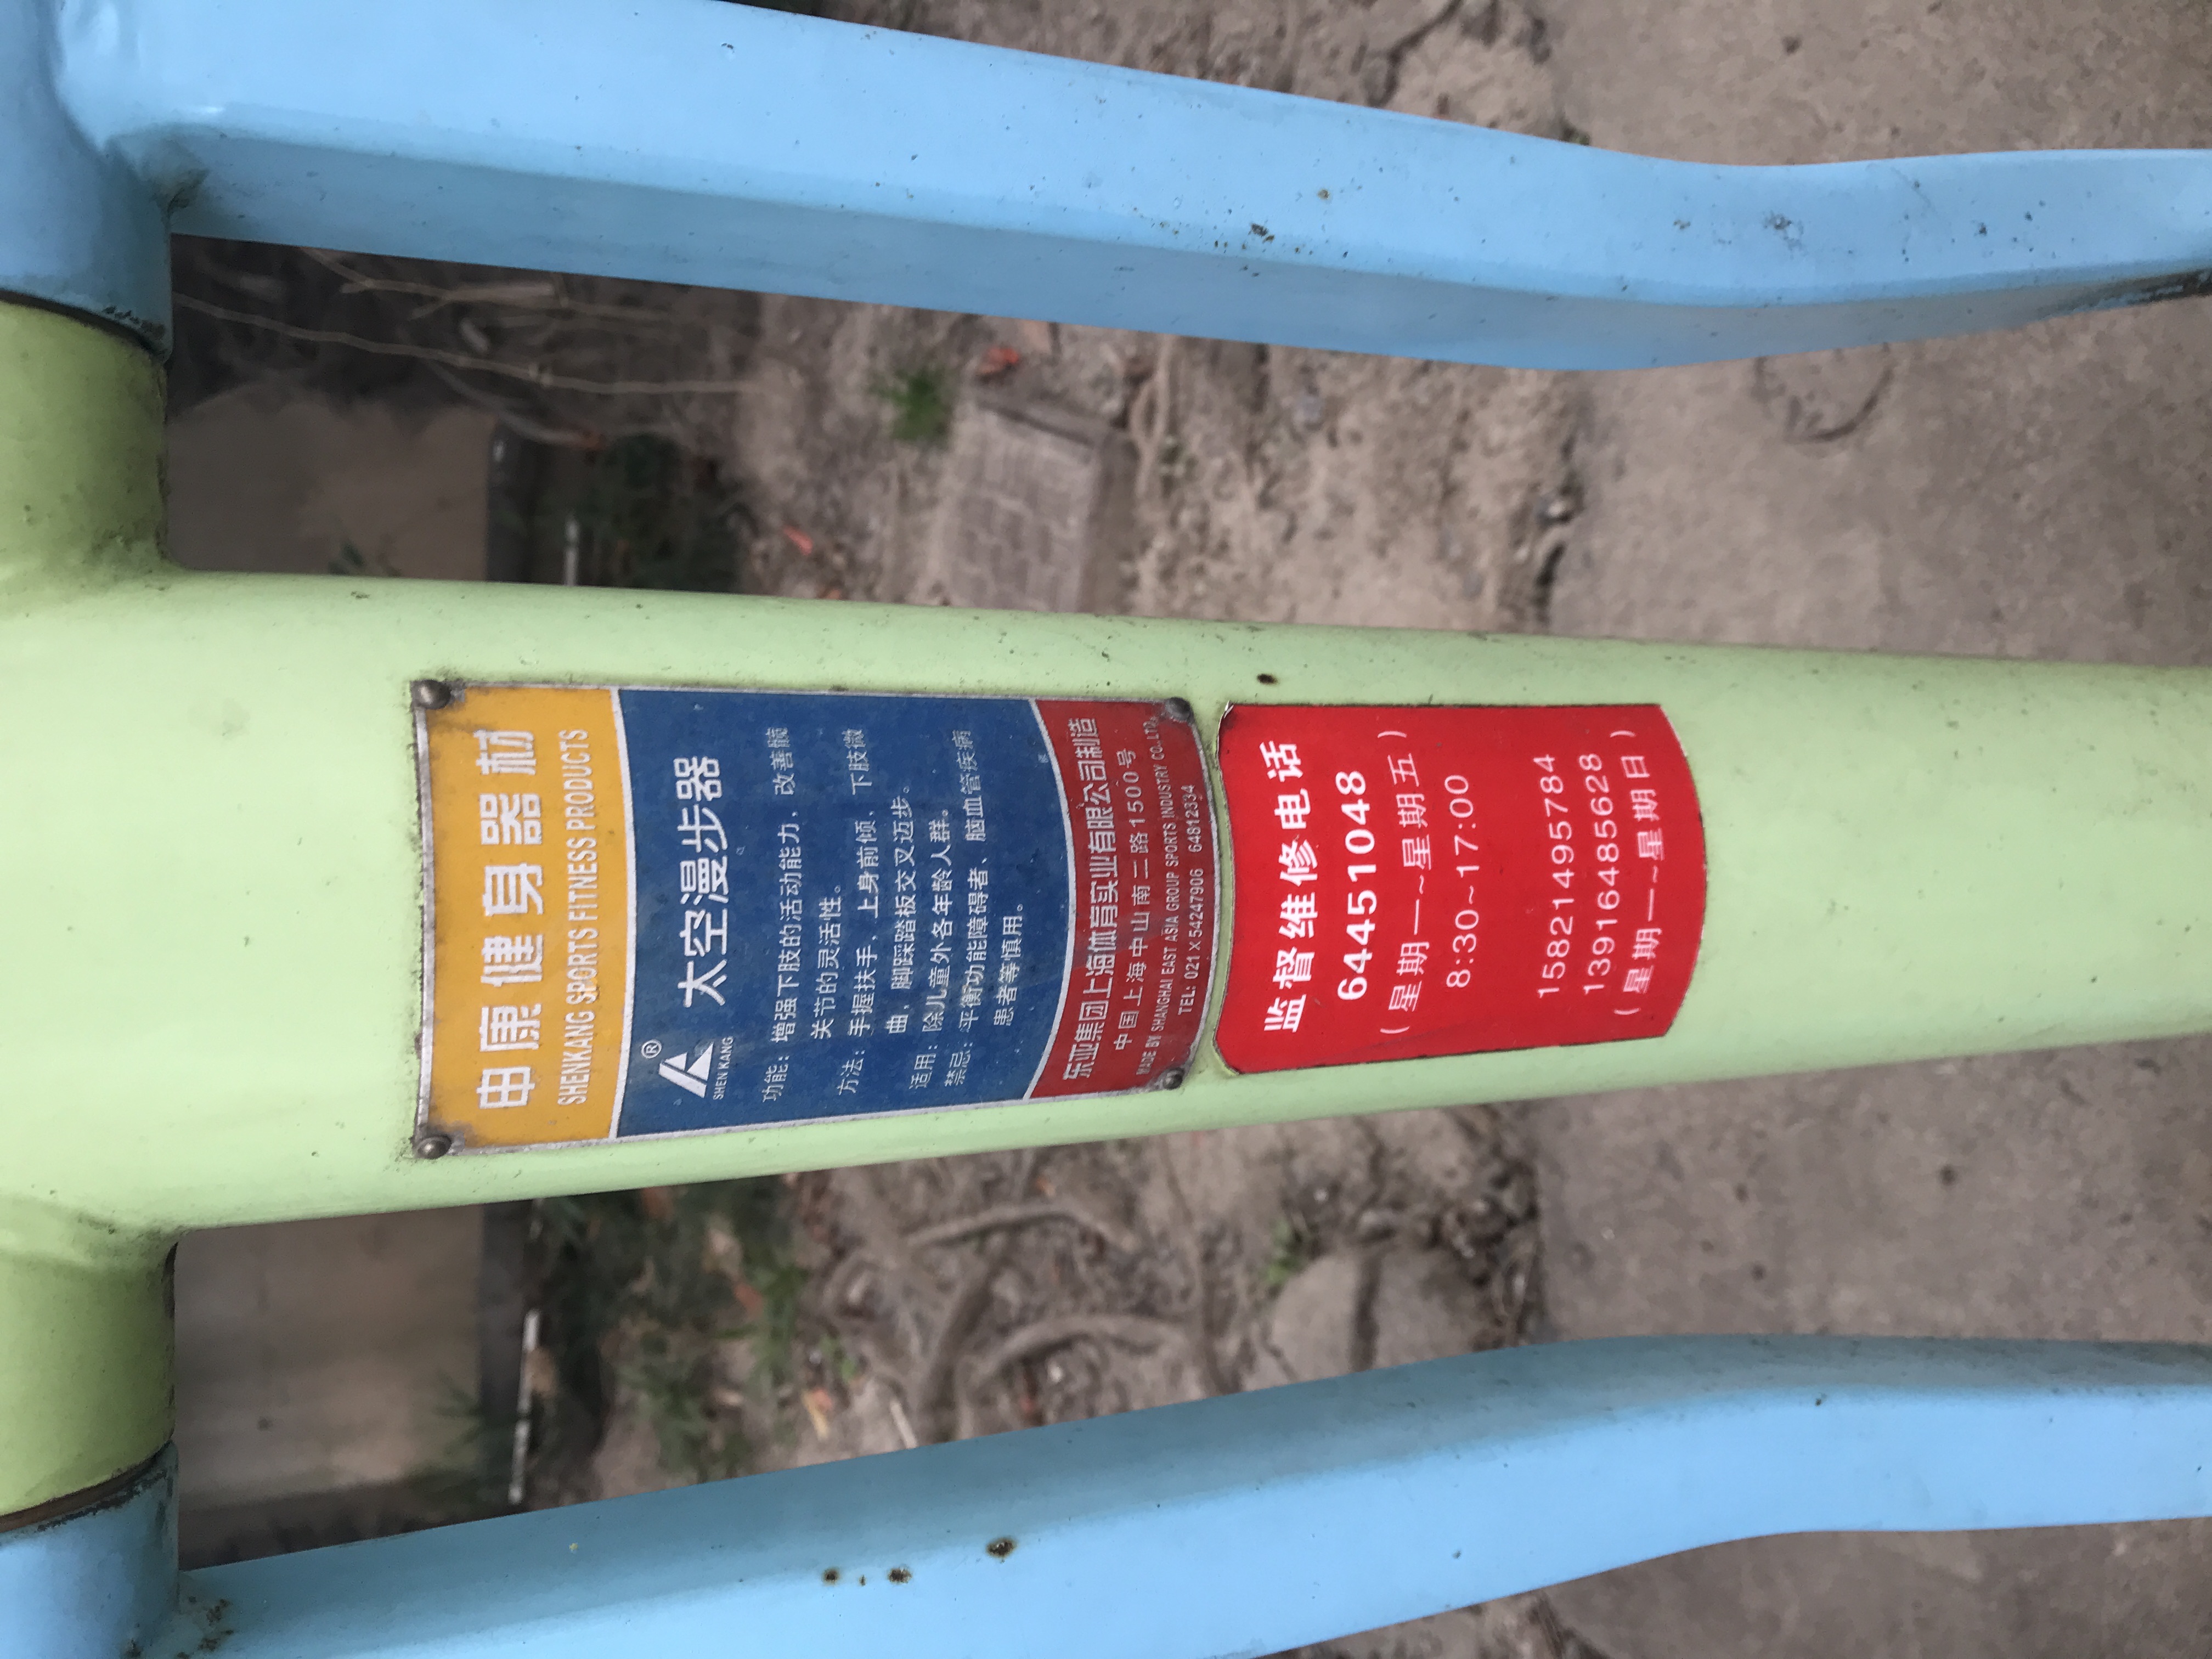 申康健身器材
SHENKANG SPORTS FITNESS PRODUCTS
®
SHEN KANG
太空漫步器
功能：增强下肢的活动能力，改善髋
关节的灵活性。
方法：手握扶手，上身前倾，下肢微
曲，脚踩踏板交叉迈步。
适用：除儿童外各年龄人群。
禁忌：平衡功能障碍者、脑血管疾病
患者等慎用。
东亚集团上海体育实业有限公司制造
中国上海中山南二路1500号
MADE BY SHANGHAI EAST ASIA GROUP SPORTS INDUSTRY CO.,LTD.
TEL: 021 X 54247906 64812334
监督维修电话
64451048
(星期一~星期五)
8:30~17:00
15821495784
13916485628
(星期一~星期日)